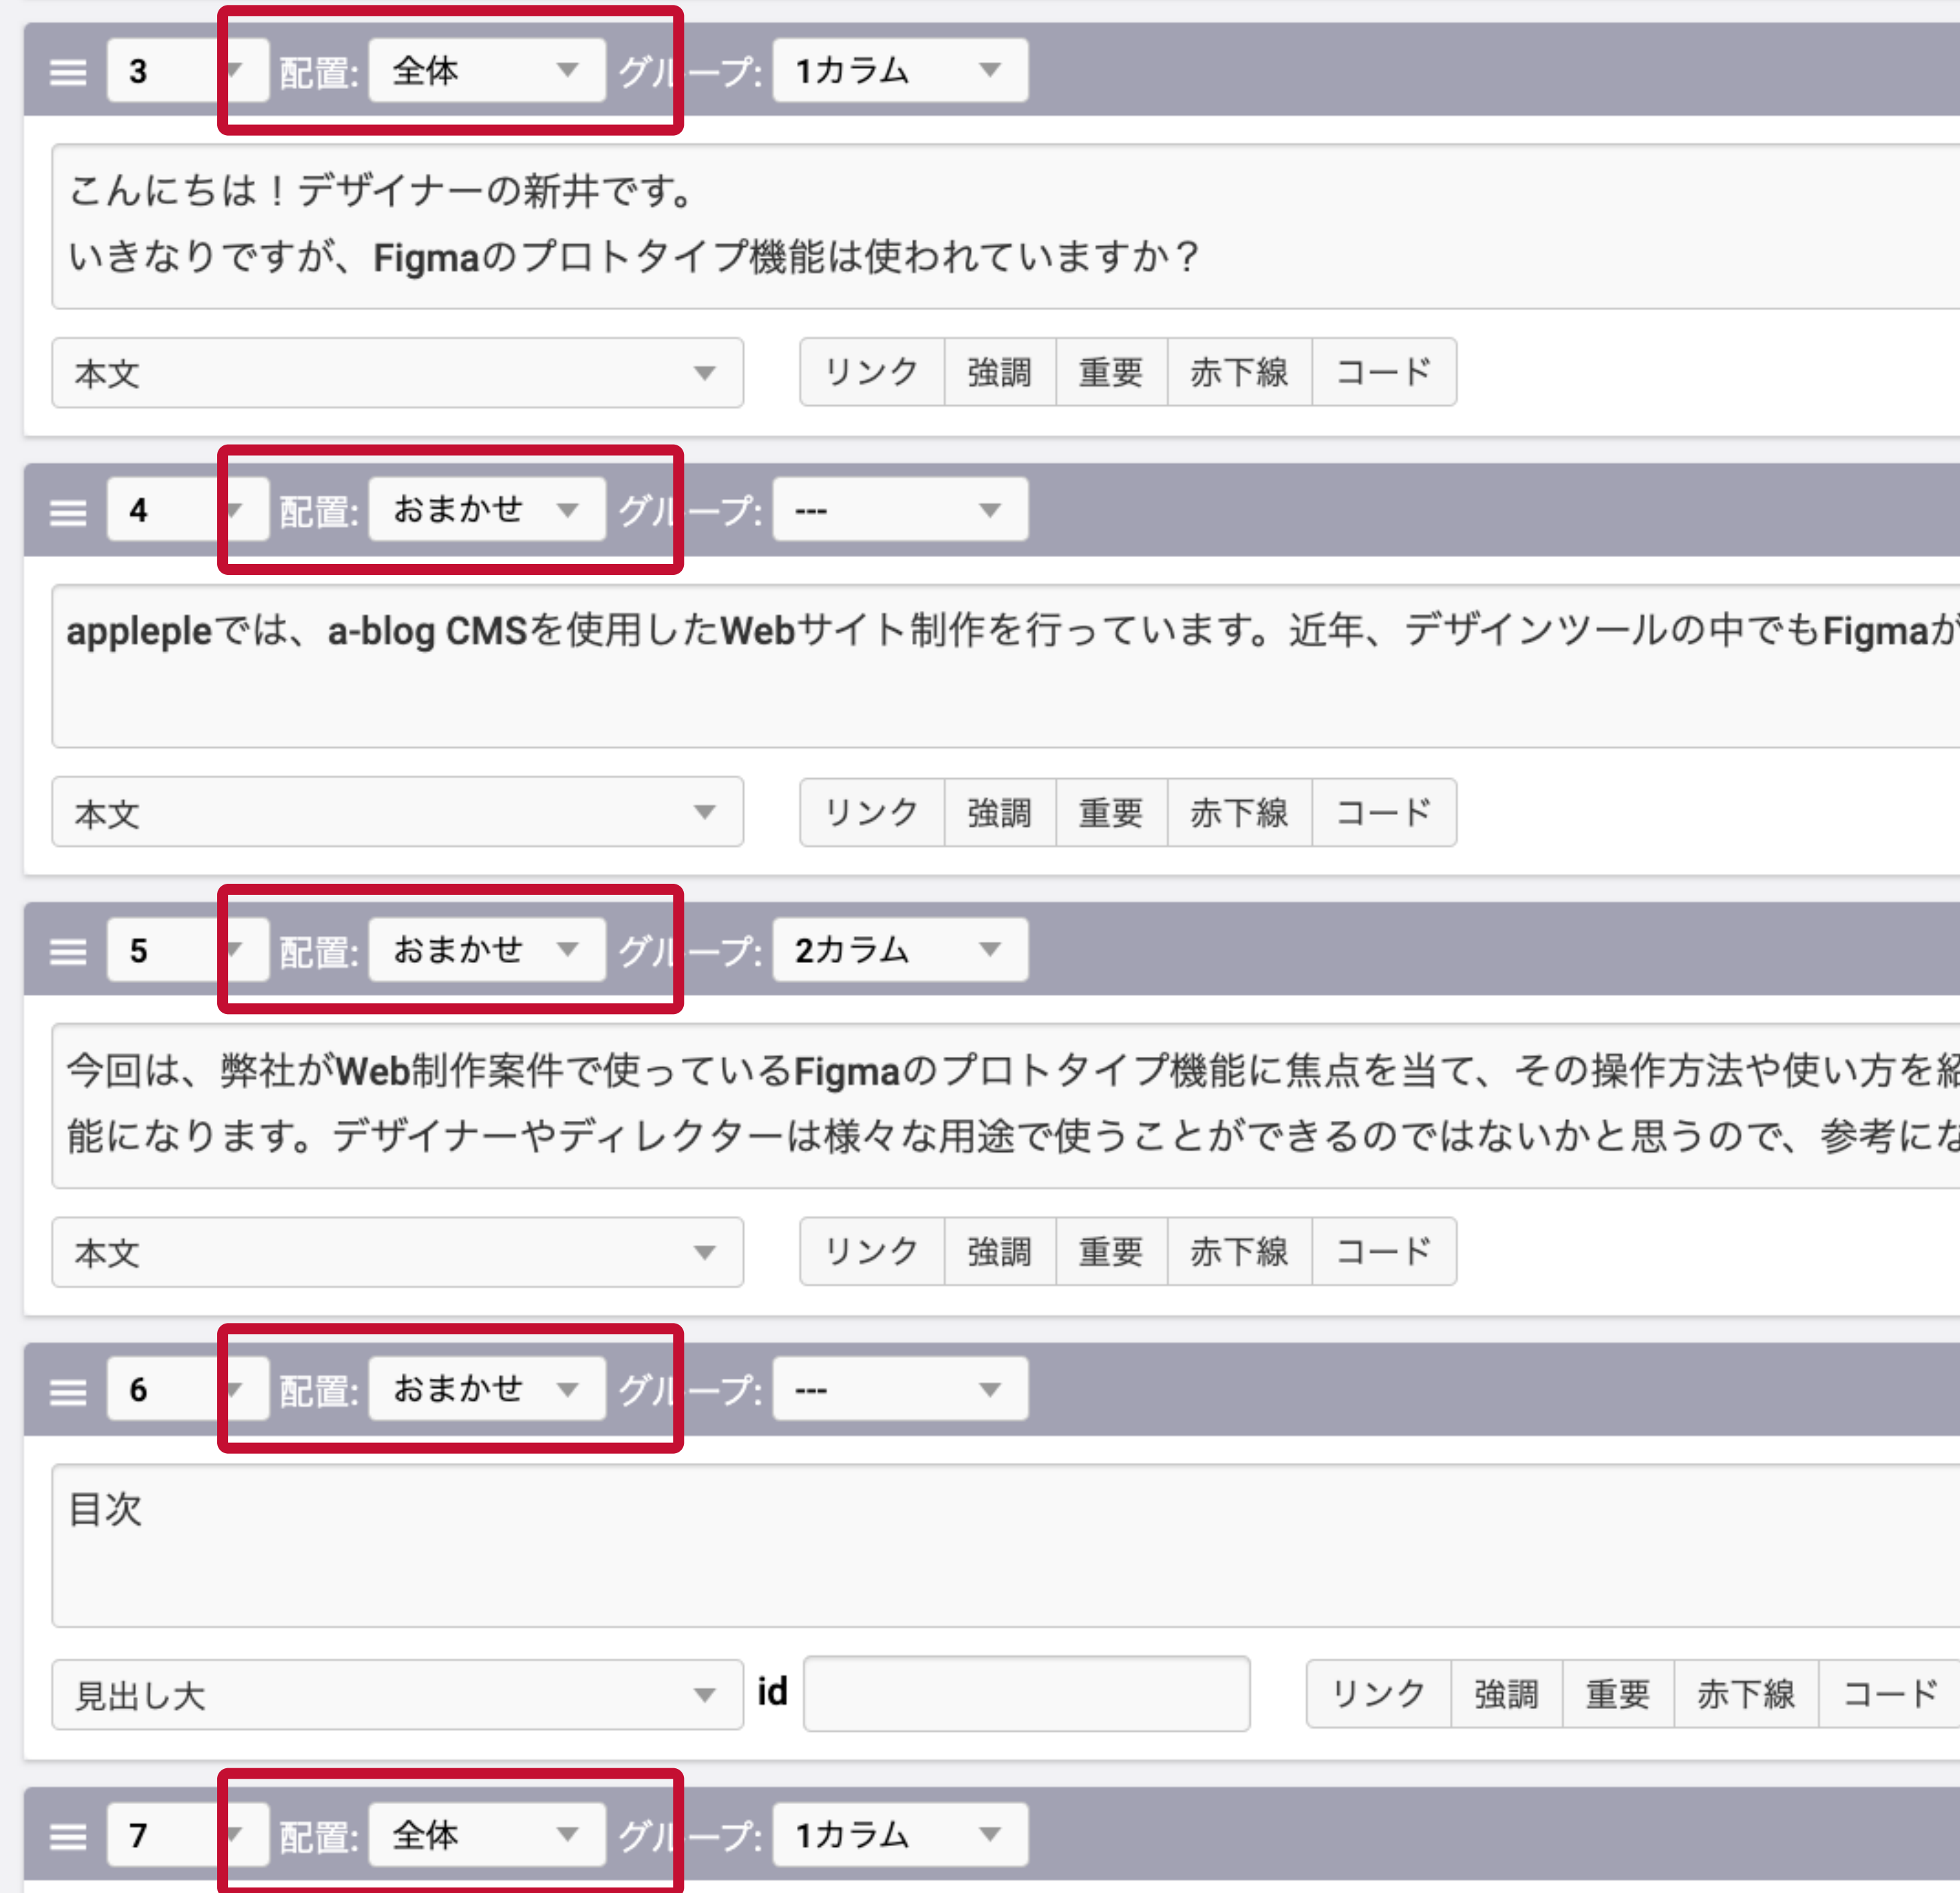 3 配置: 全体 グループ: 1カラム
こんにちは！デザイナーの新井です。
いきなりですが、Figmaのプロトタイプ機能は使われていますか？
本文 リンク 強調 重要 赤下線 コード
4 配置: おまかせ グループ: ---
applepleでは、a-blog CMSを使用したWebサイト制作を行っています。近年、デザインツールの中でもFigmaが
本文 リンク 強調 重要 赤下線 コード
5 配置: おまかせ グループ: 2カラム
今回は、弊社がWeb制作案件で使っているFigmaのプロトタイプ機能に焦点を当て、その操作方法や使い方を紹
能になります。デザイナーやディレクターは様々な用途で使うことができるのではないかと思うので、参考にな
本文 リンク 強調 重要 赤下線 コード
6 配置: おまかせ グループ: ---
目次
見出し大 id リンク 強調 重要 赤下線 コード
7 配置: 全体 グループ: 1カラム